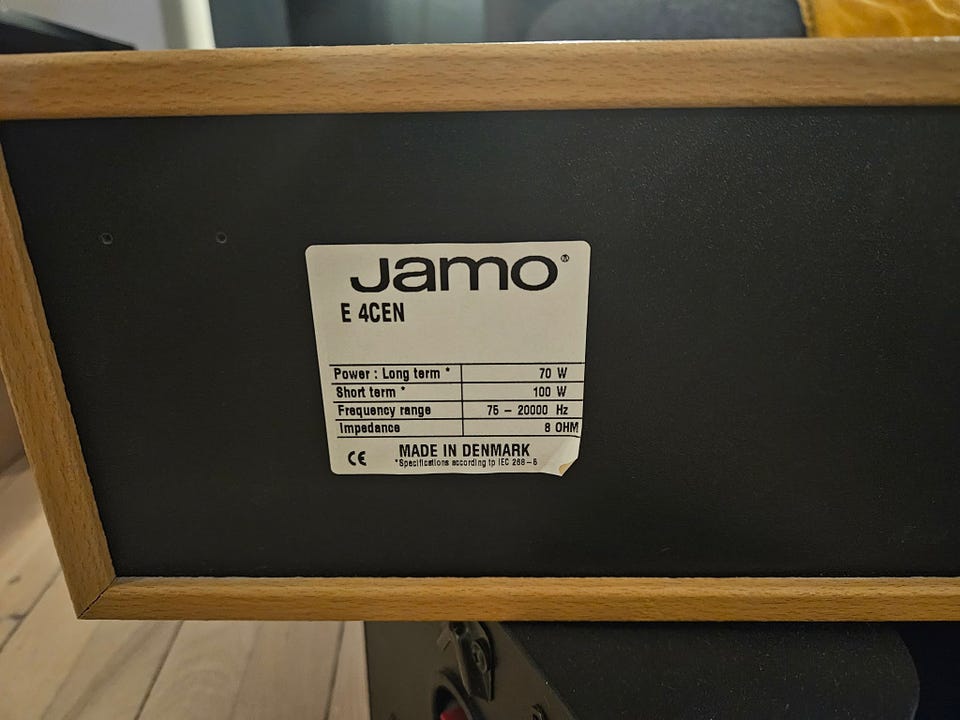 Jamo
E 4CEN
Power : Long term * 70 W
Short term * 100 W
Frequency range 75 – 20000 Hz
Impedance 8 OHM
CE MADE IN DENMARK
*Specifications according to IEC 268–5